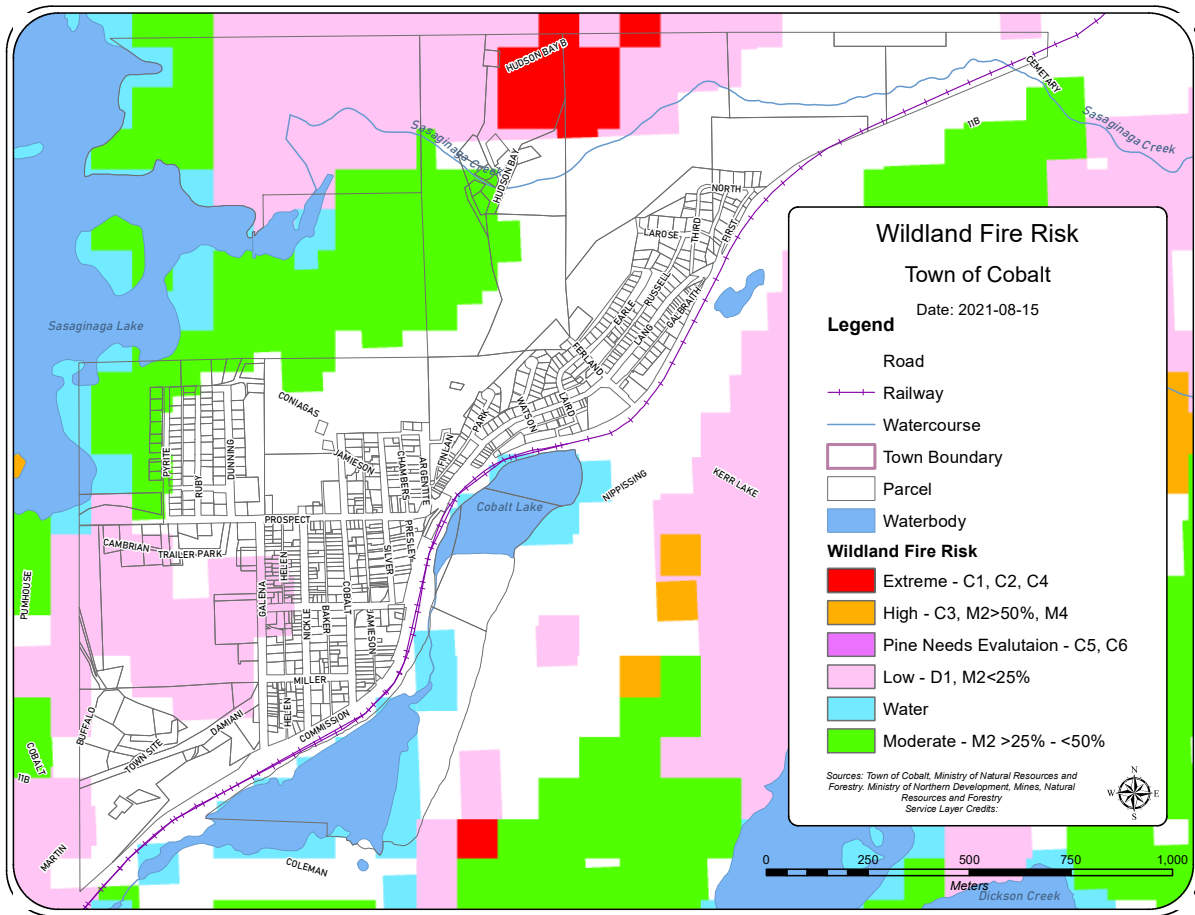 HUDSON BAY B
CEMETARY
Sasaginaga Creek
11B
Sasaginaga Creek
HUDSON BAY
NORTH
LAROSE
THIRD
FIRST
RUSSELL
GALBRAITH
EARLE
LANG
Sasaginaga Lake
FERLAND
CONIAGAS
PARK
WATSON
LAIRD
DUNNING
PYRITE
RUBY
JAMIESON
CHAMBERS
ARGENTITE
FINLAN
NIPPISSING
KERR LAKE
Cobalt Lake
PROSPECT
PRESLEY
CAMBRIAN
TRAILER PARK
HELEN
SILVER
PUMHOUSE
GALENA
NICKLE
BAKER
COBALT
JAMIESON
MILLER
HELEN
BUFFALO
DAMIANI
COMMISSION
TOWN SITE
COBALT
11B
MARTIN
COLEMAN
Wildland Fire Risk
Town of Cobalt
Date: 2021-08-15
Legend
Road
Railway
Watercourse
Town Boundary
Parcel
Waterbody
Wildland Fire Risk
Extreme - C1, C2, C4
High - C3, M2>50%, M4
Pine Needs Evalutaion - C5, C6
Low - D1, M2<25%
Water
Moderate - M2 >25% - <50%
Sources: Town of Cobalt, Ministry of Natural Resources and
Forestry. Ministry of Northern Development, Mines, Natural
Resources and Forestry
Service Layer Credits:
N
W E
S
0 250 500 750 1,000
Meters
Dickson Creek